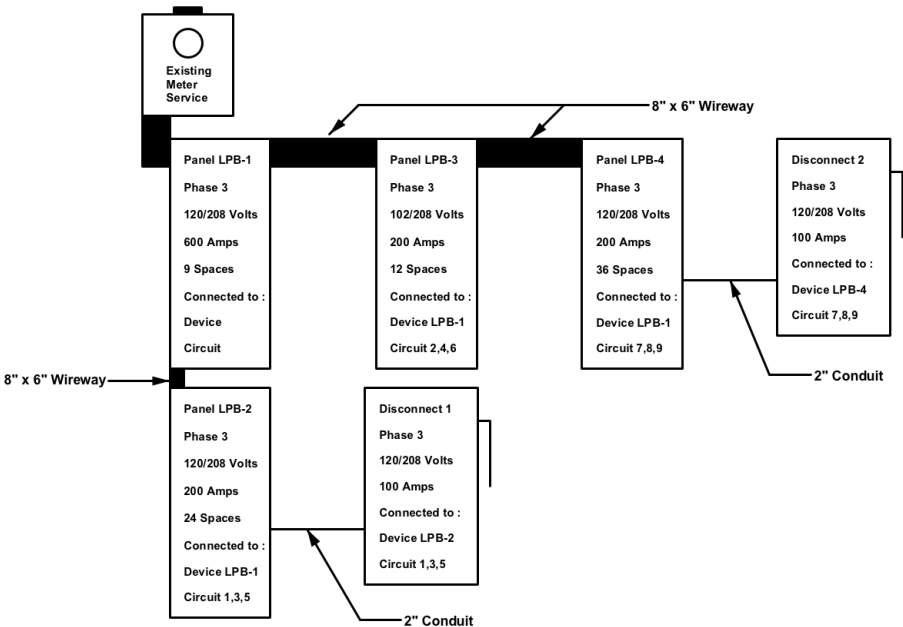 Existing
Meter
Service
8" x 6" Wireway
Panel LPB-1
Phase 3
120/208 Volts
600 Amps
9 Spaces
Connected to :
Device
Circuit
Panel LPB-3
Phase 3
102/208 Volts
200 Amps
12 Spaces
Connected to :
Device LPB-1
Circuit 2,4,6
Panel LPB-4
Phase 3
120/208 Volts
200 Amps
36 Spaces
Connected to :
Device LPB-1
Circuit 7,8,9
Disconnect 2
Phase 3
120/208 Volts
100 Amps
Connected to :
Device LPB-4
Circuit 7,8,9
8" x 6" Wireway
2" Conduit
Panel LPB-2
Phase 3
120/208 Volts
200 Amps
24 Spaces
Connected to :
Device LPB-1
Circuit 1,3,5
Disconnect 1
Phase 3
120/208 Volts
100 Amps
Connected to :
Device LPB-2
Circuit 1,3,5
2" Conduit